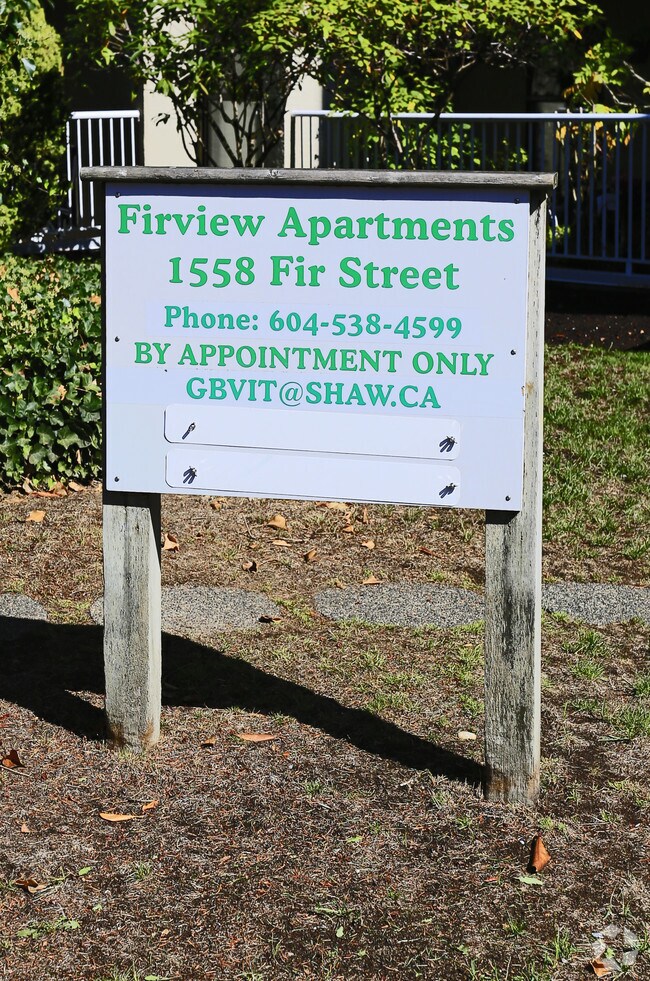 Firview Apartments
1558 Fir Street
Phone: 604-538-4599
BY APPOINTMENT ONLY
GBVIT@SHAW.CA